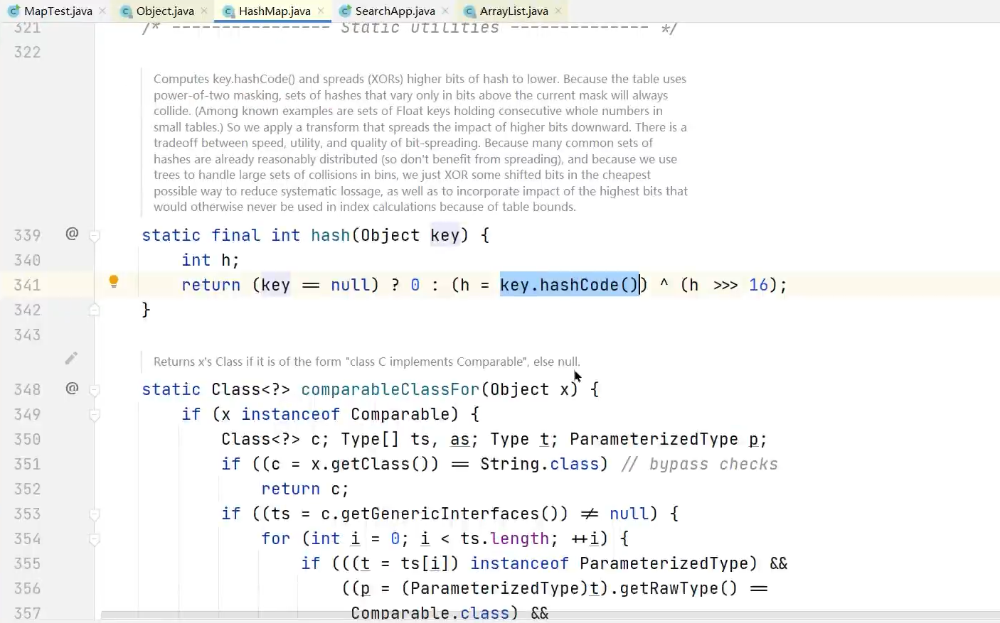 MapTest.java Object.java HashMap.java SearchApp.java ArrayList.java
321 /* ---------------- Static utilities -------------- */
322
Computes key.hashCode() and spreads (XORs) higher bits of hash to lower. Because the table uses
power-of-two masking, sets of hashes that vary only in bits above the current mask will always
collide. (Among known examples are sets of Float keys holding consecutive whole numbers in
small tables.) So we apply a transform that spreads the impact of higher bits downward. There is a
tradeoff between speed, utility, and quality of bit-spreading. Because many common sets of
hashes are already reasonably distributed (so don't benefit from spreading), and because we use
trees to handle large sets of collisions in bins, we just XOR some shifted bits in the cheapest
possible way to reduce systematic lossage, as well as to incorporate impact of the highest bits that
would otherwise never be used in index calculations because of table bounds.
339 @ static final int hash(Object key) {
340 int h;
341 return (key == null) ? 0 : (h = key.hashCode()) ^ (h >>> 16);
342 }
343
Returns x's Class if it is of the form "class C implements Comparable", else null.
348 @ static Class<?> comparableClassFor(Object x) {
349 if (x instanceof Comparable) {
350 Class<?> c; Type[] ts, as; Type t; ParameterizedType p;
351 if ((c = x.getClass()) == String.class) // bypass checks
352 return c;
353 if ((ts = c.getGenericInterfaces()) != null) {
354 for (int i = 0; i < ts.length; ++i) {
355 if (((t = ts[i]) instanceof ParameterizedType) &&
356 ((p = (ParameterizedType)t).getRawType() ==
357 Comparable.class) &&